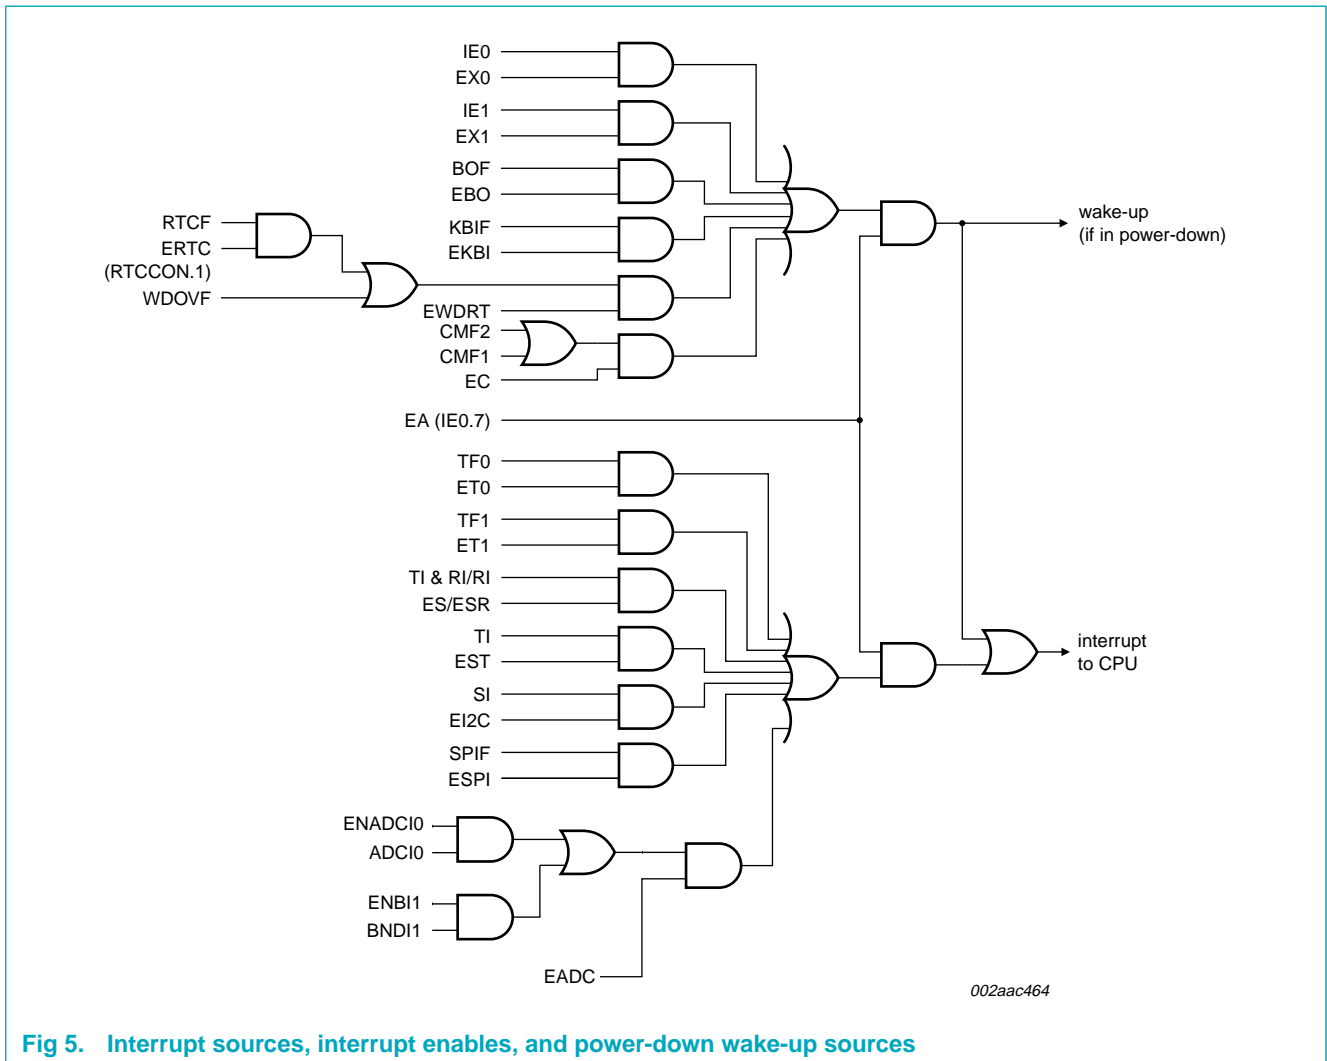 IE0
EX0
IE1
EX1
BOF
EBO
RTCF
KBIF
ERTC
EKBI
(RTCCON.1)
WDOVF
EWDRT
CMF2
CMF1
EC
wake-up
(if in power-down)
EA (IE0.7)
TF0
ET0
TF1
ET1
TI & RI/RI
ES/ESR
TI
EST
SI
EI2C
SPIF
ESPI
interrupt
to CPU
ENADCI0
ADCI0
ENBI1
BNDI1
EADC
002aac464
Fig 5. Interrupt sources, interrupt enables, and power-down wake-up sources